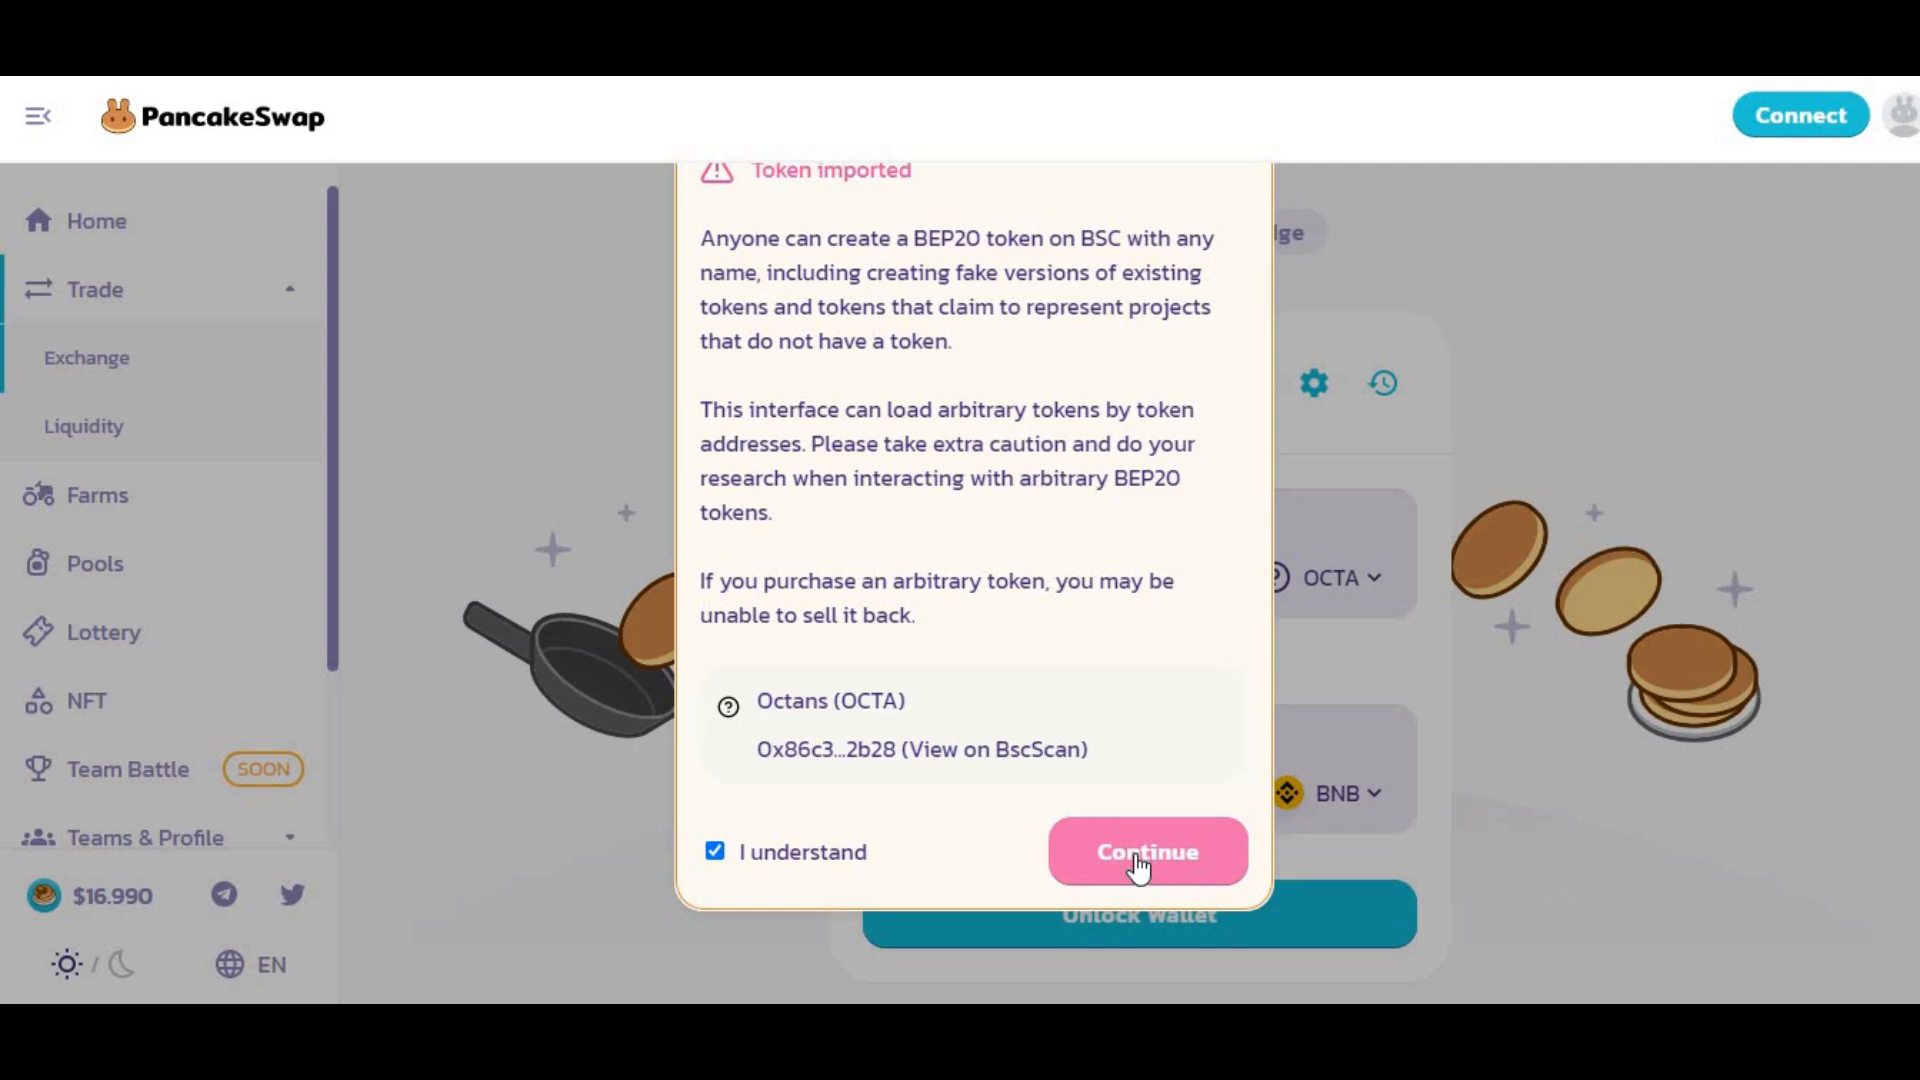 PancakeSwap
Connect
Home
Trade
Exchange
Liquidity
Farms
Pools
Lottery
NFT
Team Battle SOON
Teams & Profile
$16.990
/
EN
Token imported
Anyone can create a BEP20 token on BSC with any
name, including creating fake versions of existing
tokens and tokens that claim to represent projects
that do not have a token.
This interface can load arbitrary tokens by token
addresses. Please take extra caution and do your
research when interacting with arbitrary BEP20
tokens.
If you purchase an arbitrary token, you may be
unable to sell it back.
Octans (OCTA)
0x86c3...2b28 (View on BscScan)
I understand
Continue
OCTA
BNB
Unlock Wallet